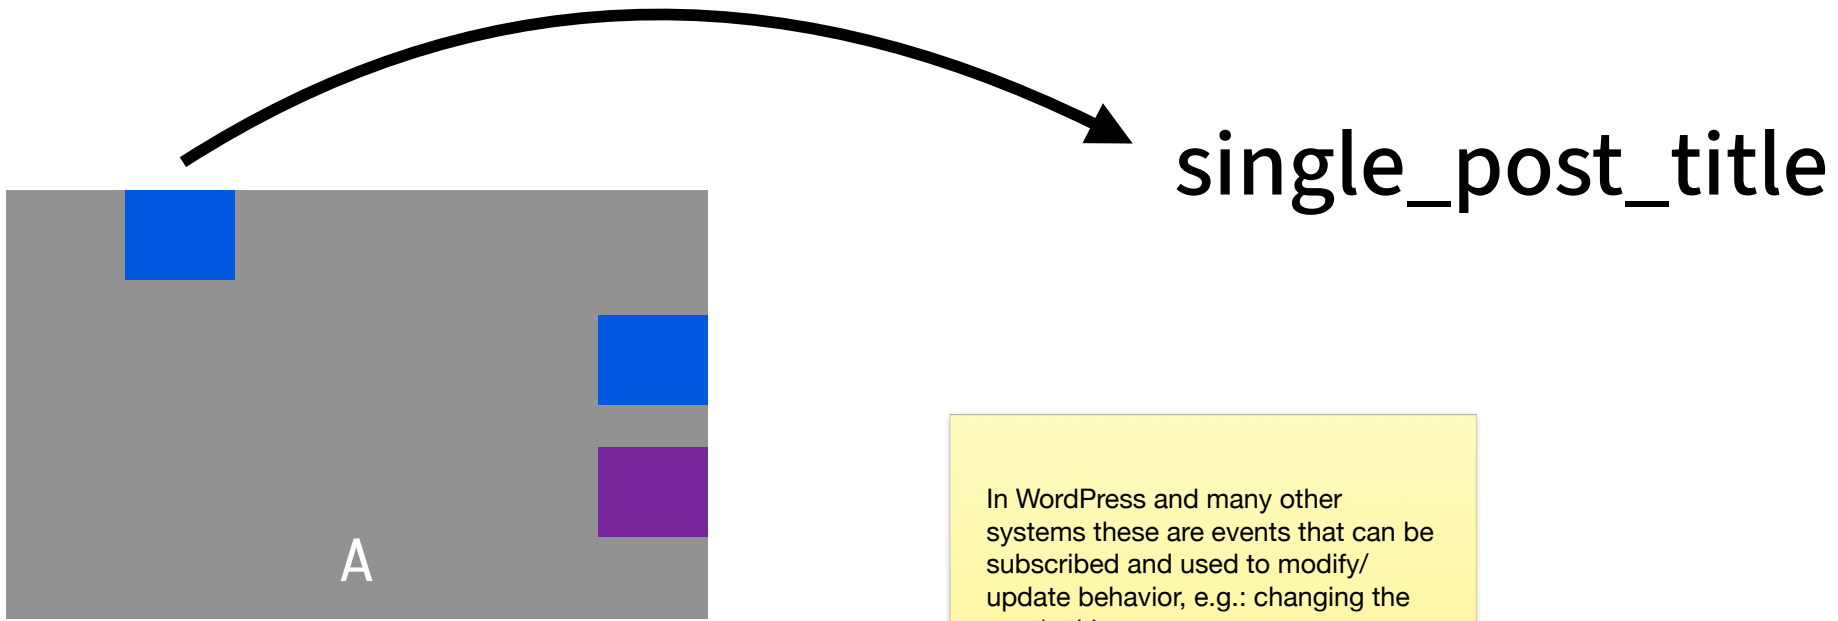 single_post_title
In WordPress and many other
systems these are events that can be
subscribed and used to modify/
update behavior, e.g.: changing the
A